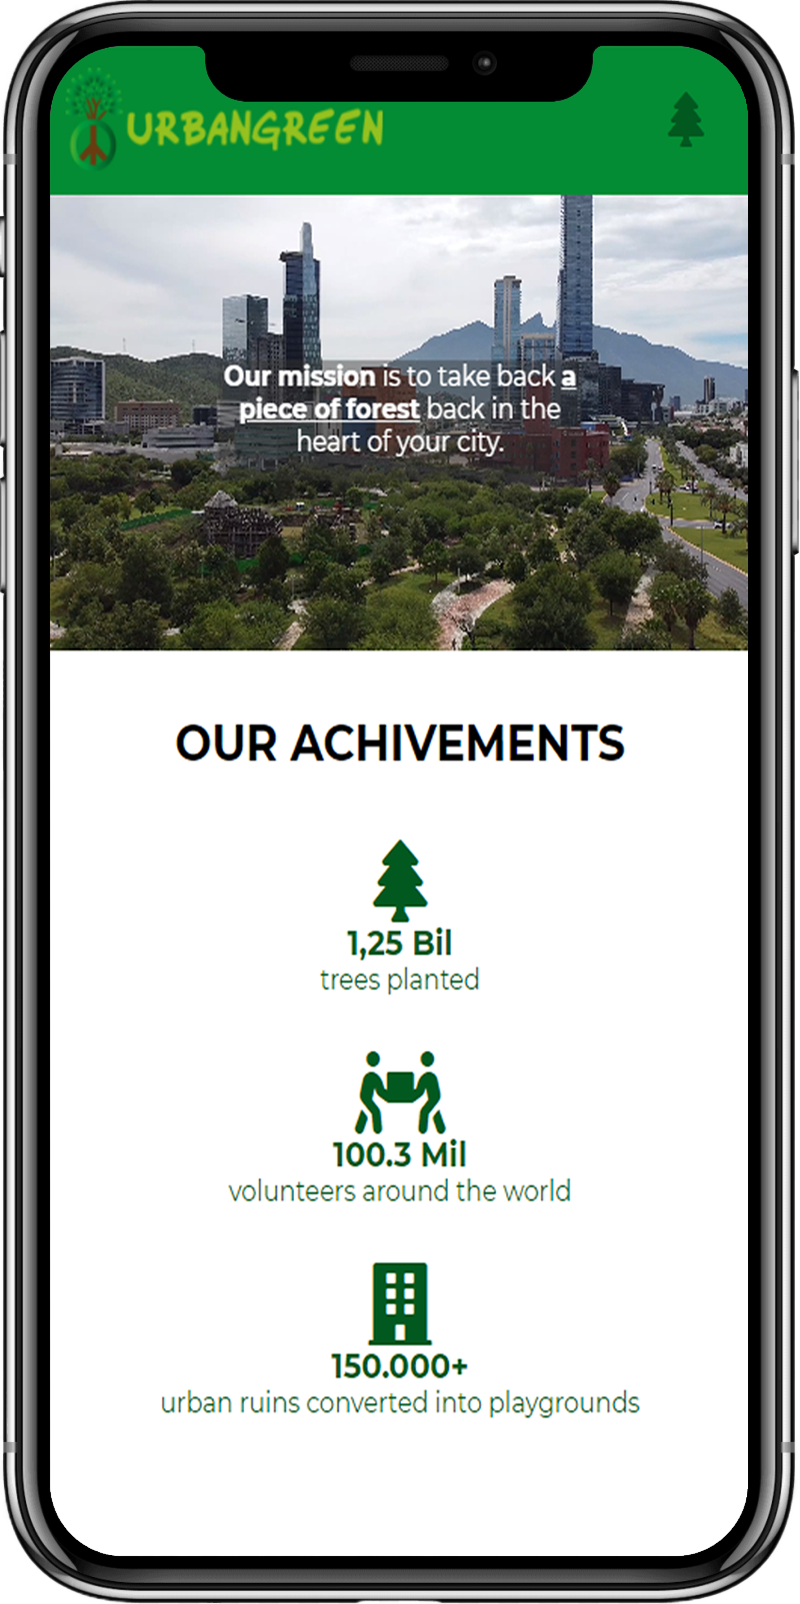 URBANGREEN
Our mission is to take back a
piece of forest back in the
heart of your city.
OUR ACHIVEMENTS
1,25 Bil
trees planted
100.3 Mil
volunteers around the world
150.000+
urban ruins converted into playgrounds